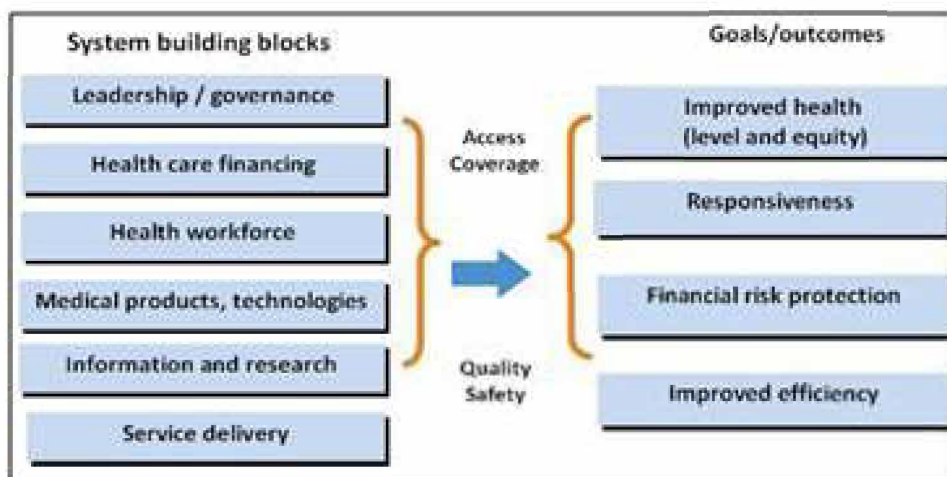 System building blocks
Leadership / governance
Health care financing
Health workforce
Medical products, technologies
Information and research
Service delivery
Access
Coverage
Quality
Safety
Goals/outcomes
Improved health
(level and equity)
Responsiveness
Financial risk protection
Improved efficiency